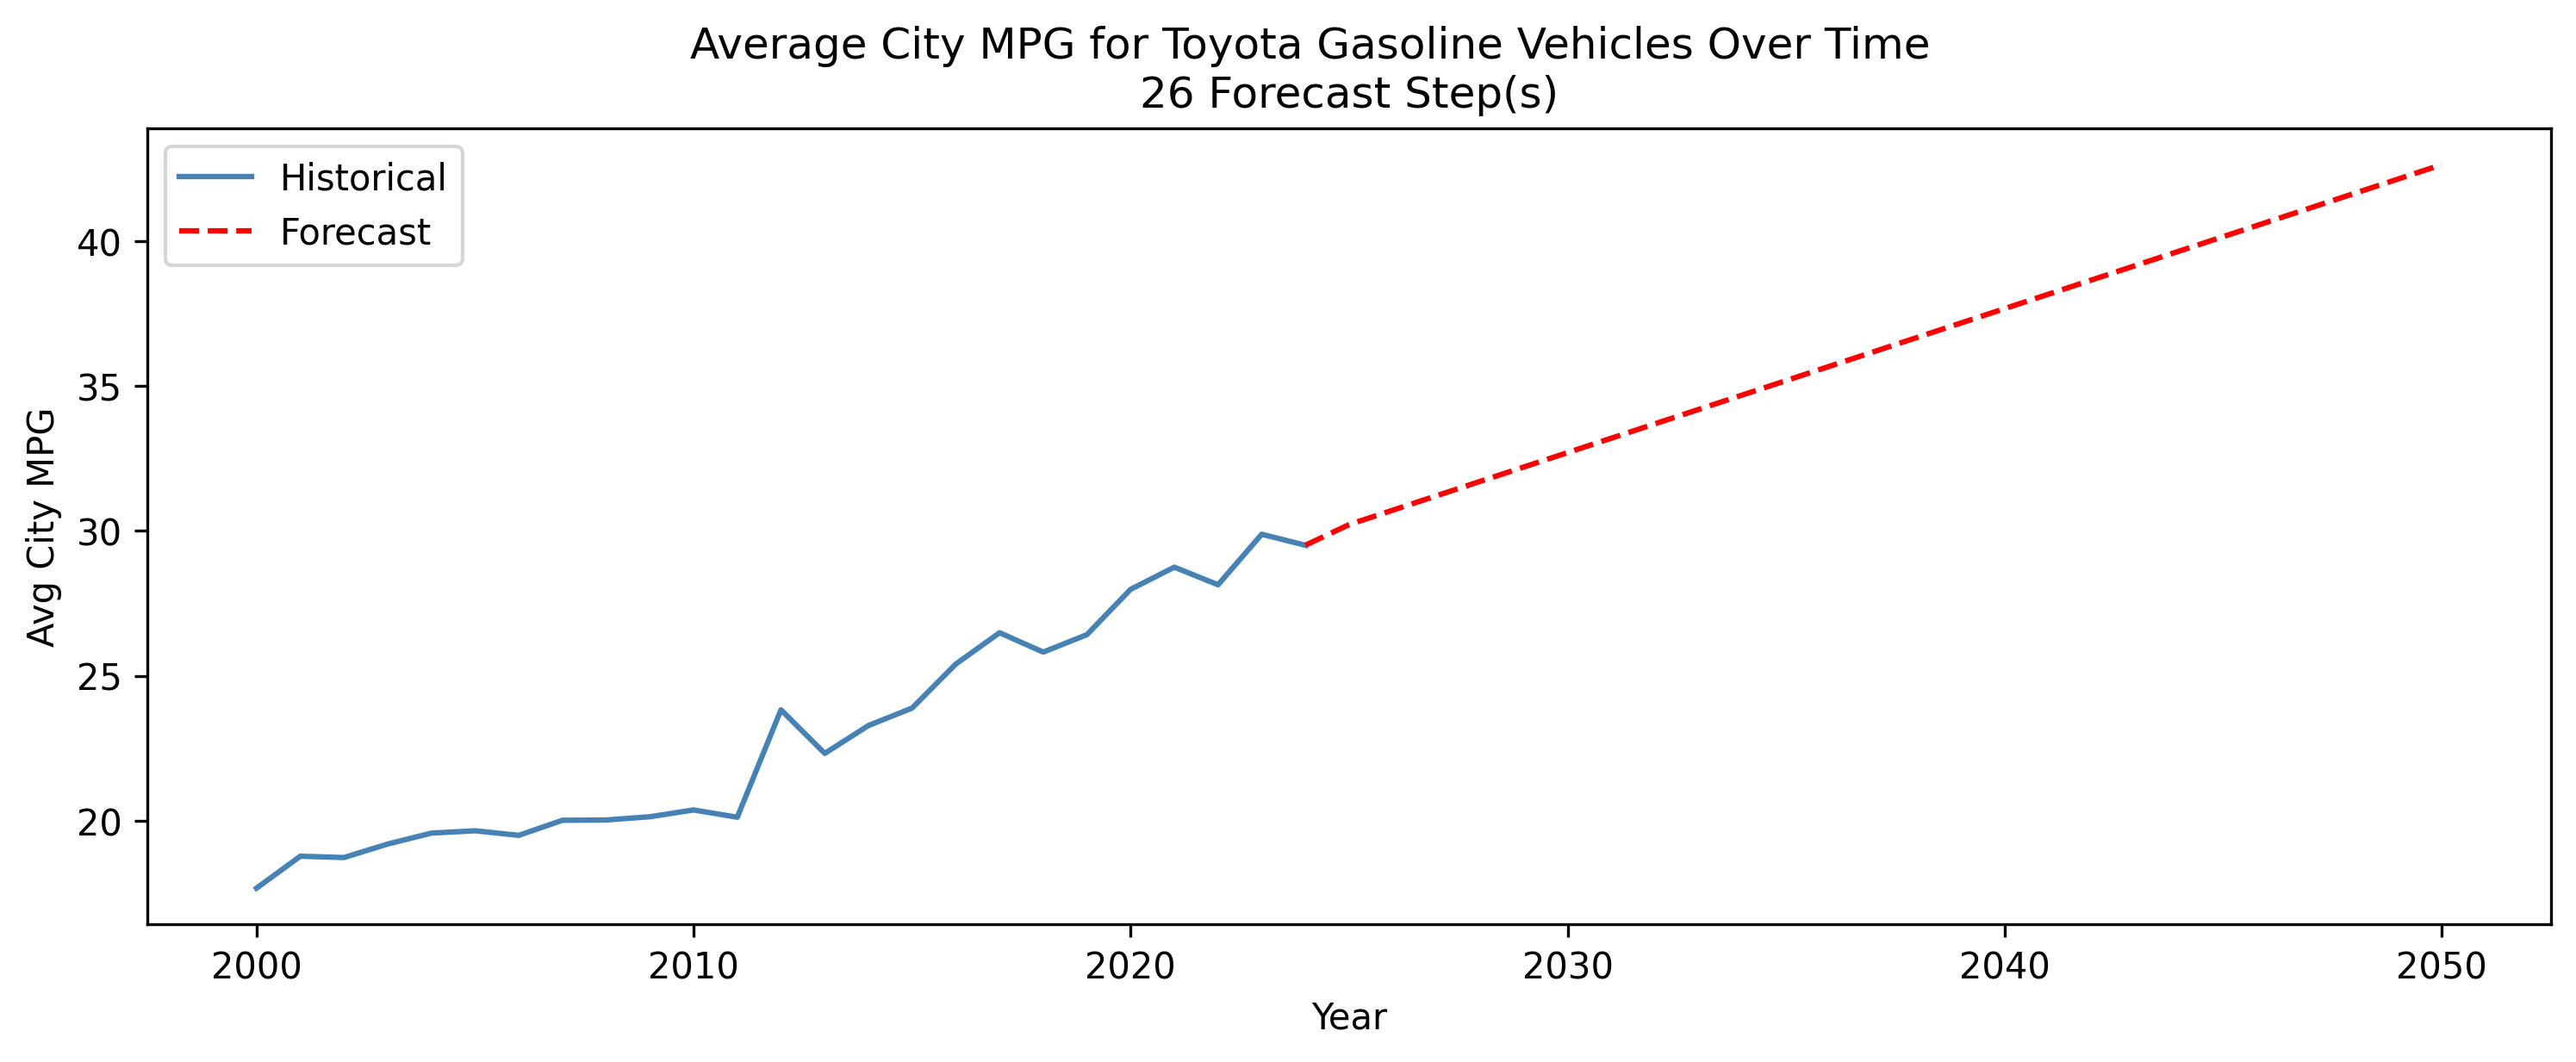 Average City MPG for Toyota Gasoline Vehicles Over Time
26 Forecast Step(s)
Historical
Forecast
Avg City MPG
40
35
30
25
20
2000
2010
2020
2030
2040
2050
Year